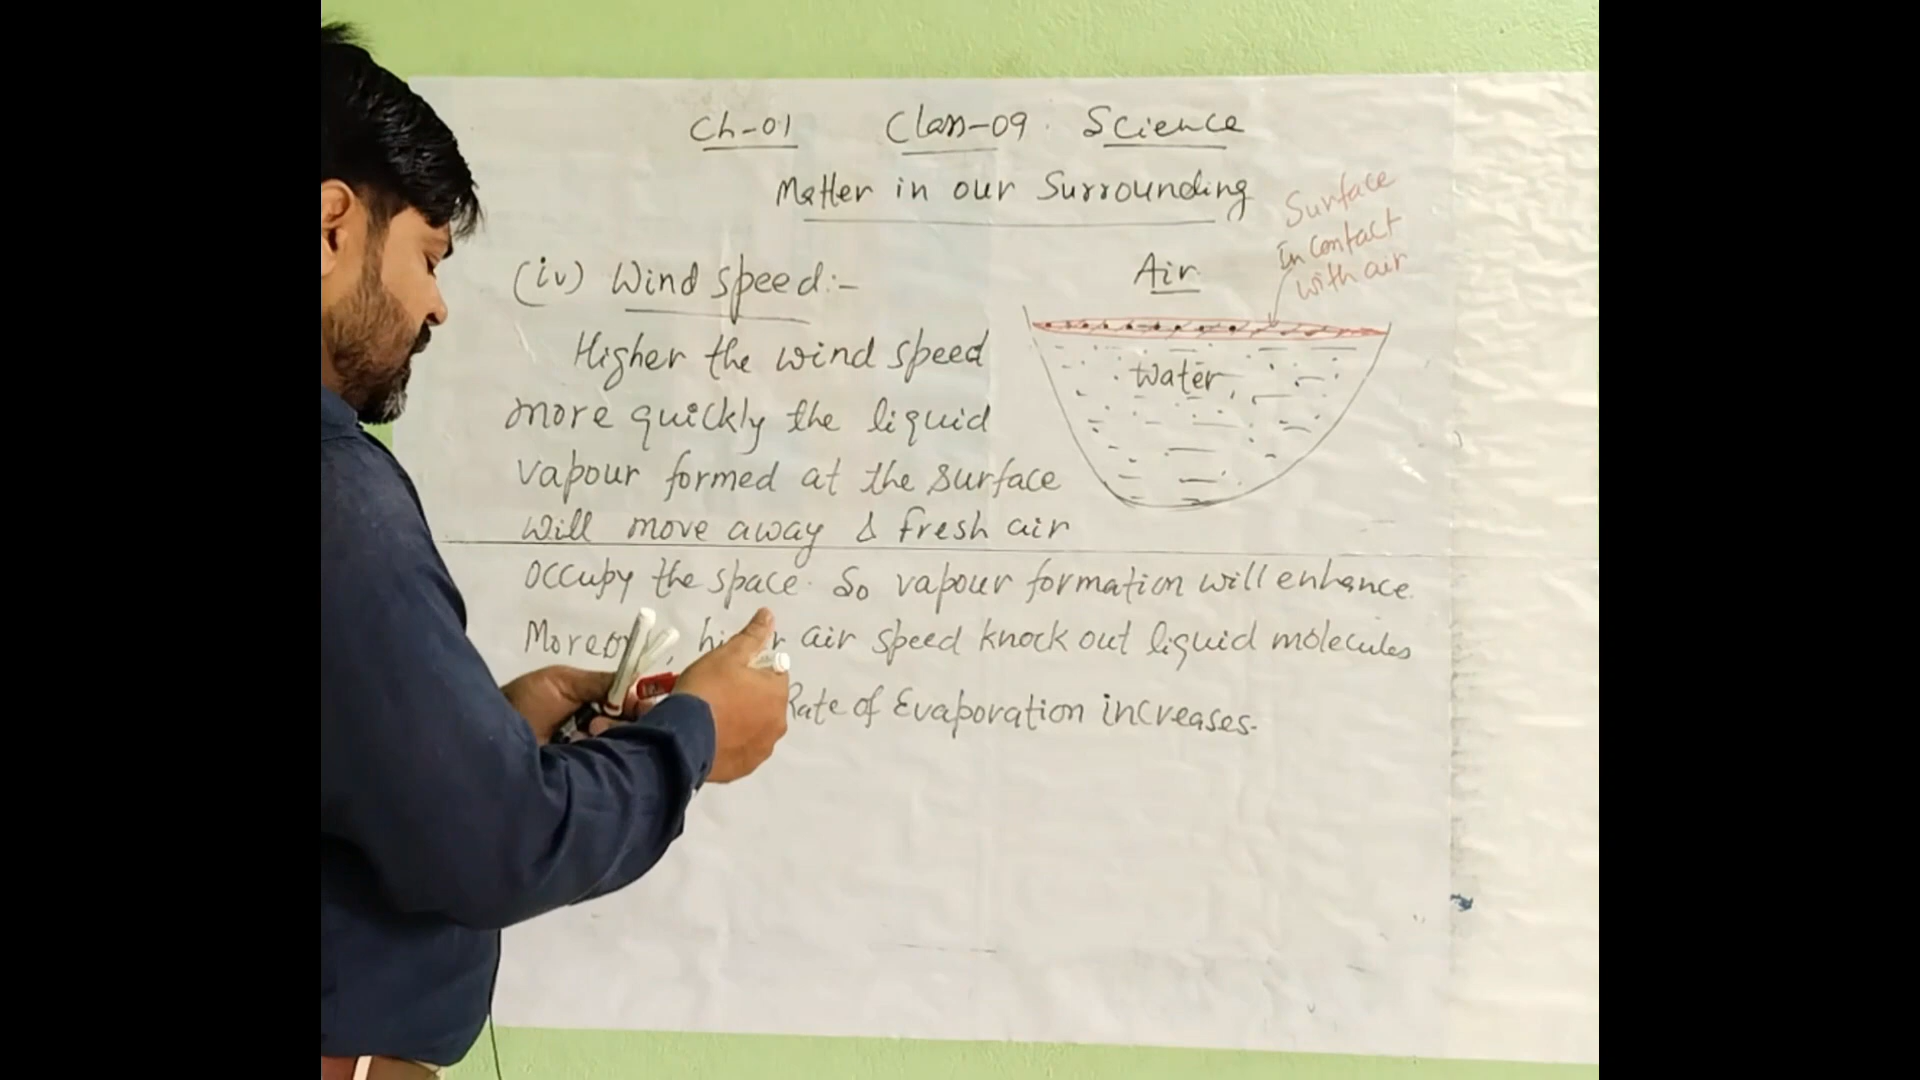 Ch-01 Class-09 Science
Matter in our Surrounding
Surface
in contact
with air
Air
(iv) Wind speed:-
Higher the wind speed
more quickly the liquid
vapour formed at the surface
will move away & fresh air
occupy the space. So vapour formation will enhance.
air speed knock out liquid molecules
Rate of Evaporation increases.
Water